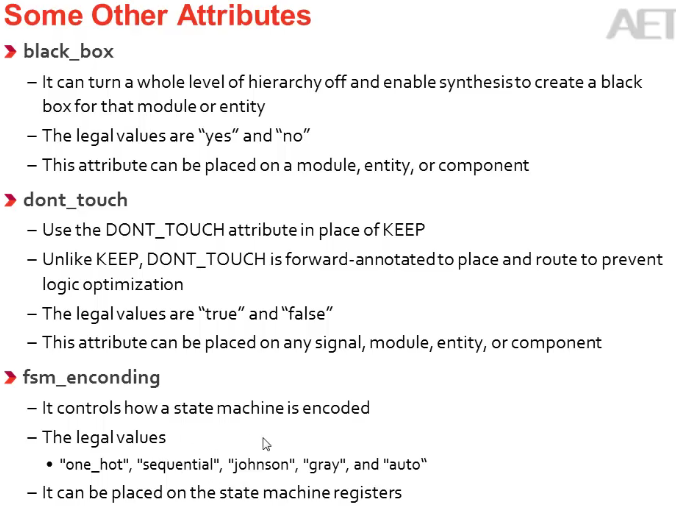 Some Other Attributes
AET
black_box
– It can turn a whole level of hierarchy off and enable synthesis to create a black
box for that module or entity
– The legal values are “yes” and “no”
– This attribute can be placed on a module, entity, or component
dont_touch
– Use the DONT_TOUCH attribute in place of KEEP
– Unlike KEEP, DONT_TOUCH is forward-annotated to place and route to prevent
logic optimization
– The legal values are “true” and “false”
– This attribute can be placed on any signal, module, entity, or component
fsm_enconding
– It controls how a state machine is encoded
– The legal values
• "one_hot", "sequential", "johnson", "gray", and "auto“
– It can be placed on the state machine registers